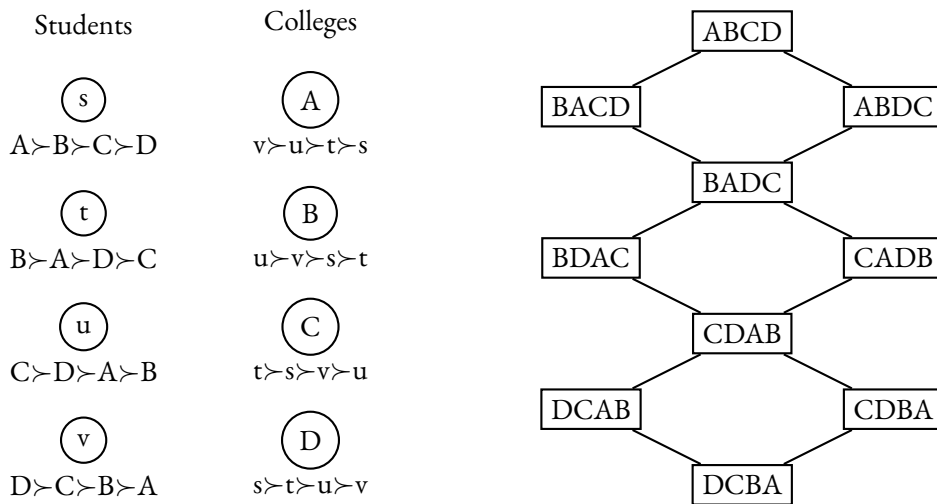 Students
s
A≻B≻C≻D
t
B≻A≻D≻C
u
C≻D≻A≻B
v
D≻C≻B≻A
Colleges
A
v≻u≻t≻s
B
u≻v≻s≻t
C
t≻s≻v≻u
D
s≻t≻u≻v
ABCD
BACD
ABDC
BADC
BDAC
CADB
CDAB
DCAB
CDBA
DCBA